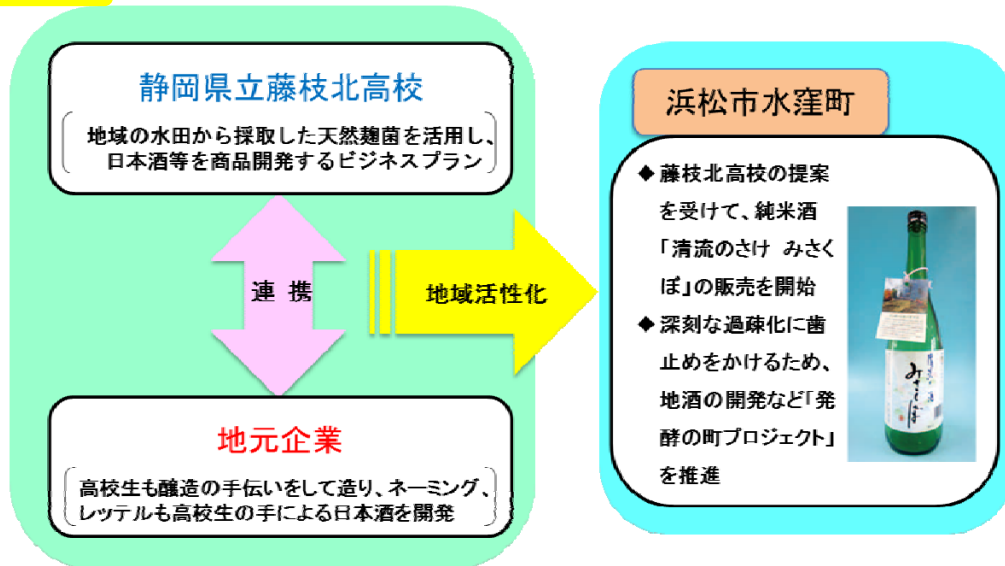 静岡県立藤枝北高校
地域の水田から採取した天然麹菌を活用し、
日本酒等を商品開発するビジネスプラン
連 携
地域活性化
地元企業
高校生も醸造の手伝いをして造り、ネーミング、
レッテルも高校生の手による日本酒を開発
浜松市水窪町
◆ 藤枝北高校の提案
を受けて、純米酒
「清流のさけ みさく
ぼ」の販売を開始
◆ 深刻な過疎化に歯
止めをかけるため、
地酒の開発など「発
酵の町プロジェクト」
を推進
みさくぼ